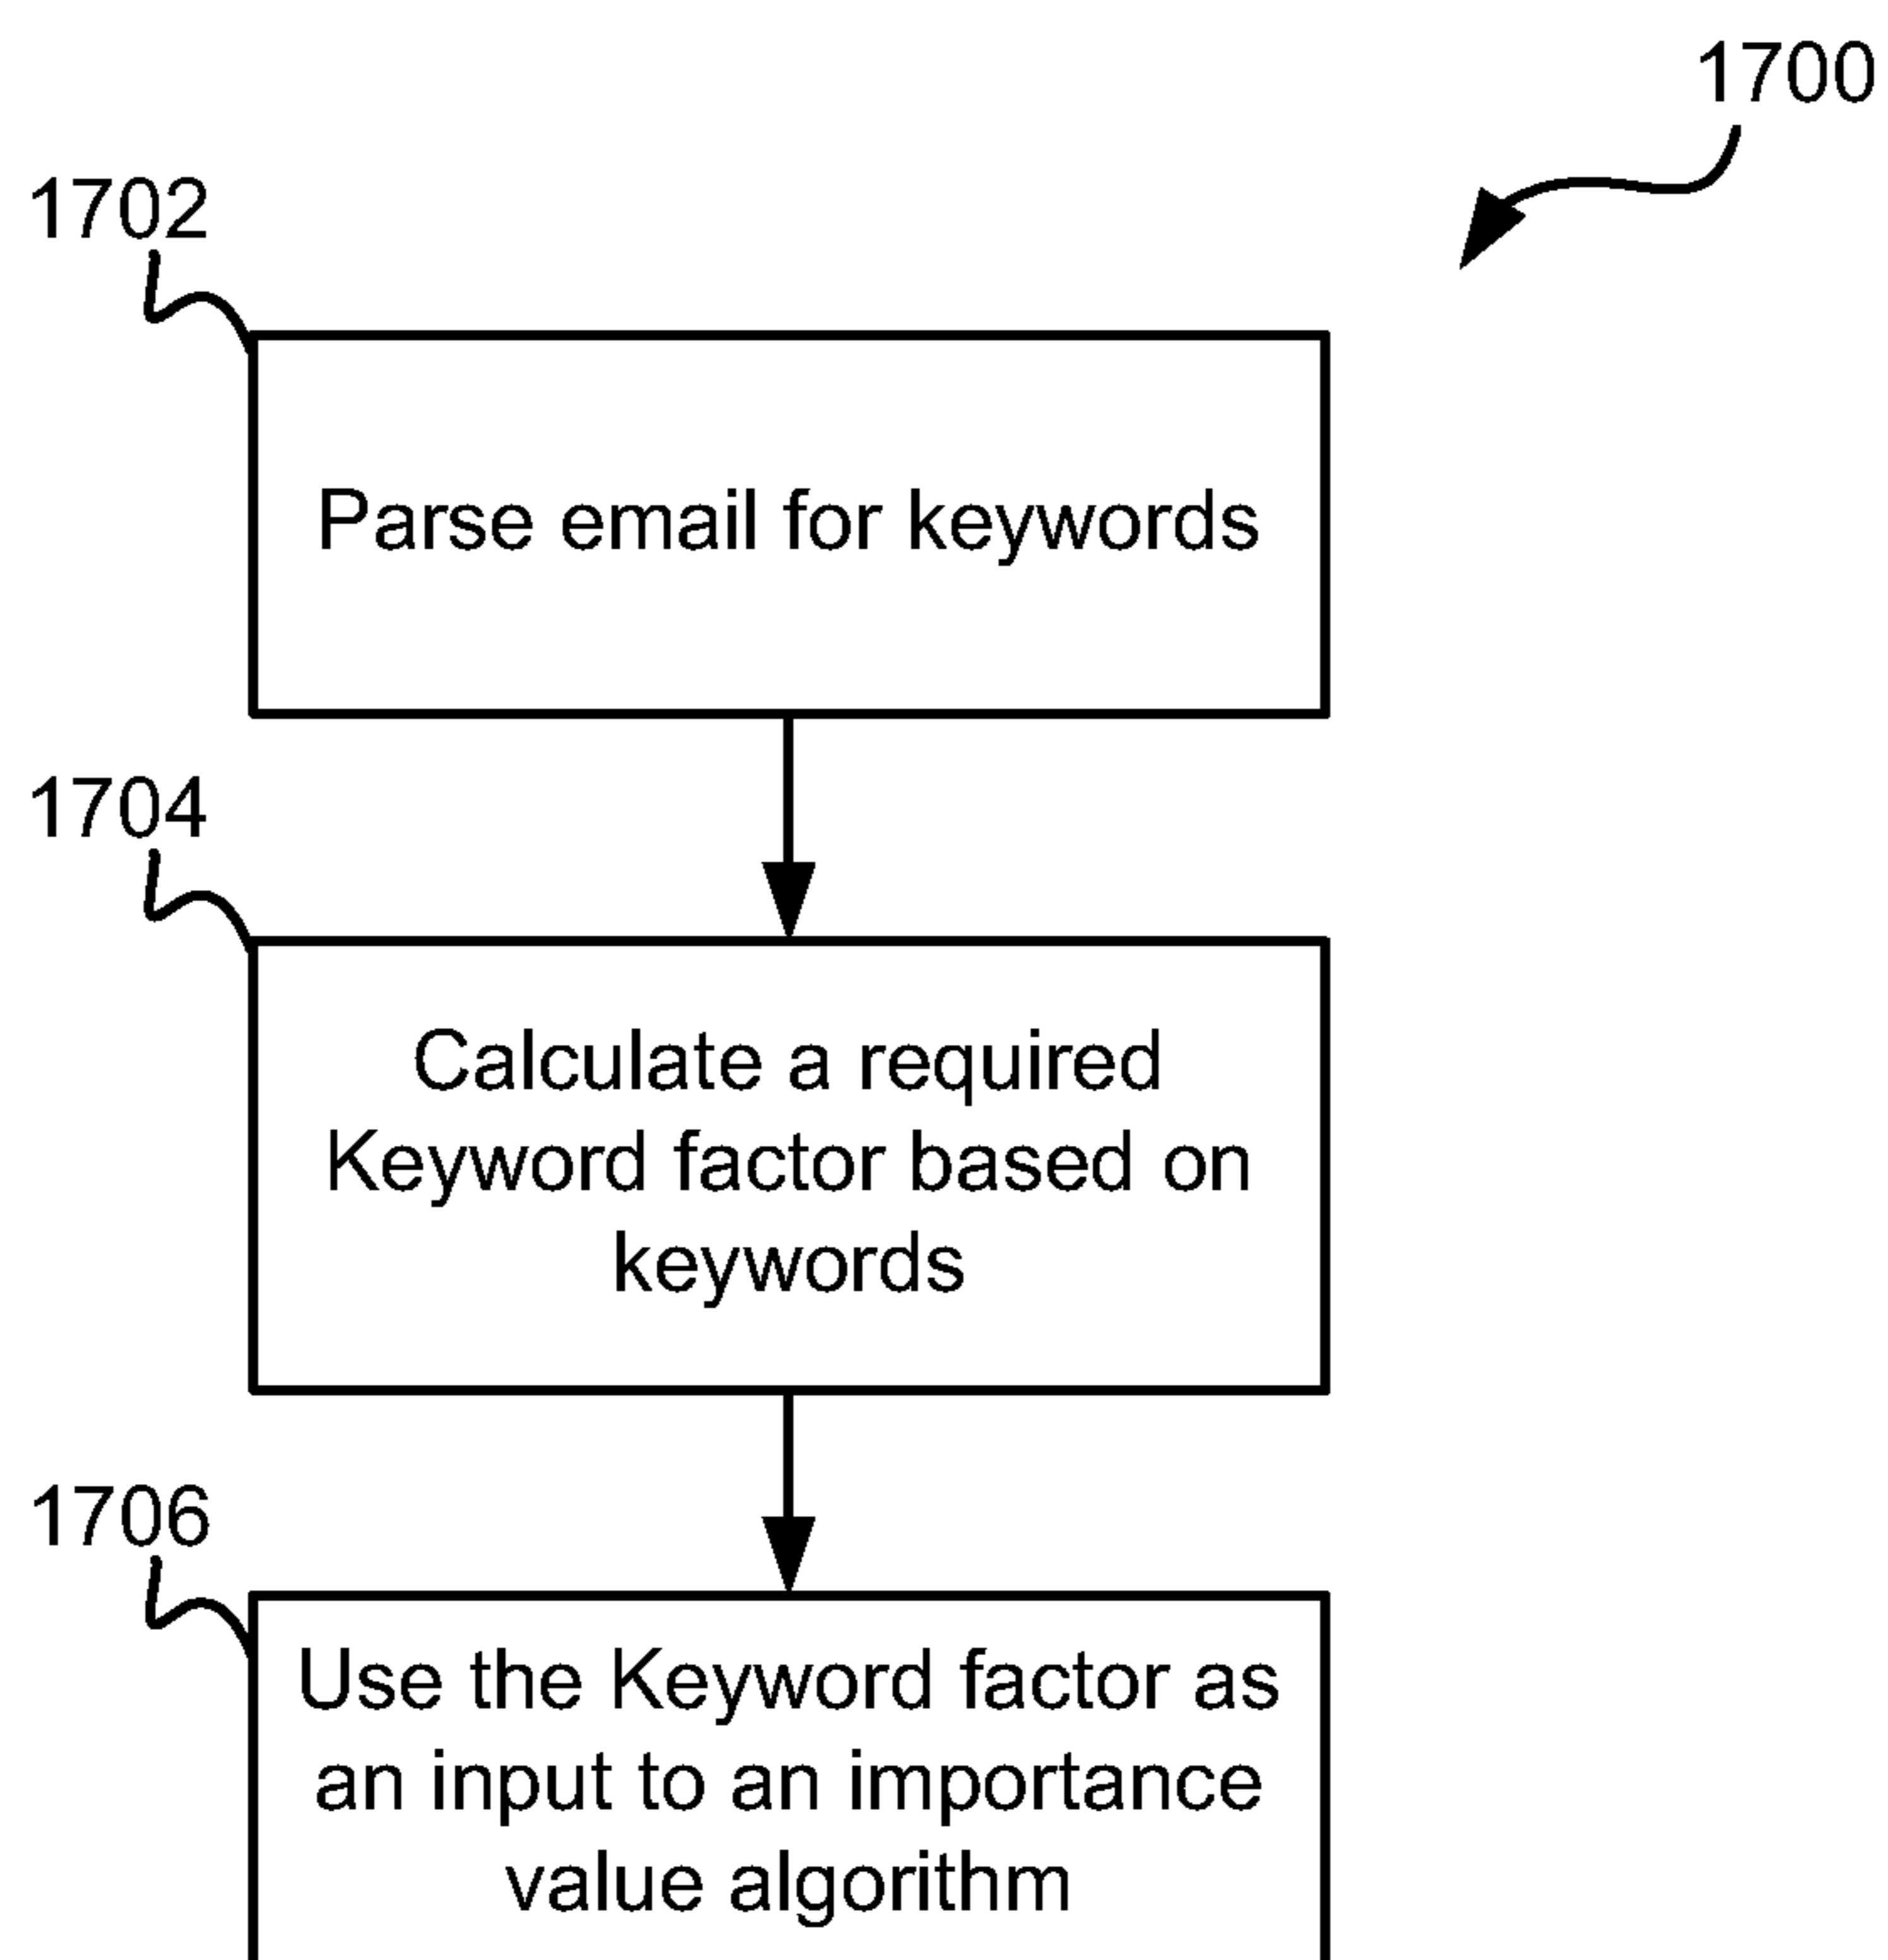 1700
1702
Parse email for keywords
1704
Calculate a required
Keyword factor based on
keywords
1706
Use the Keyword factor as
an input to an importance
value algorithm